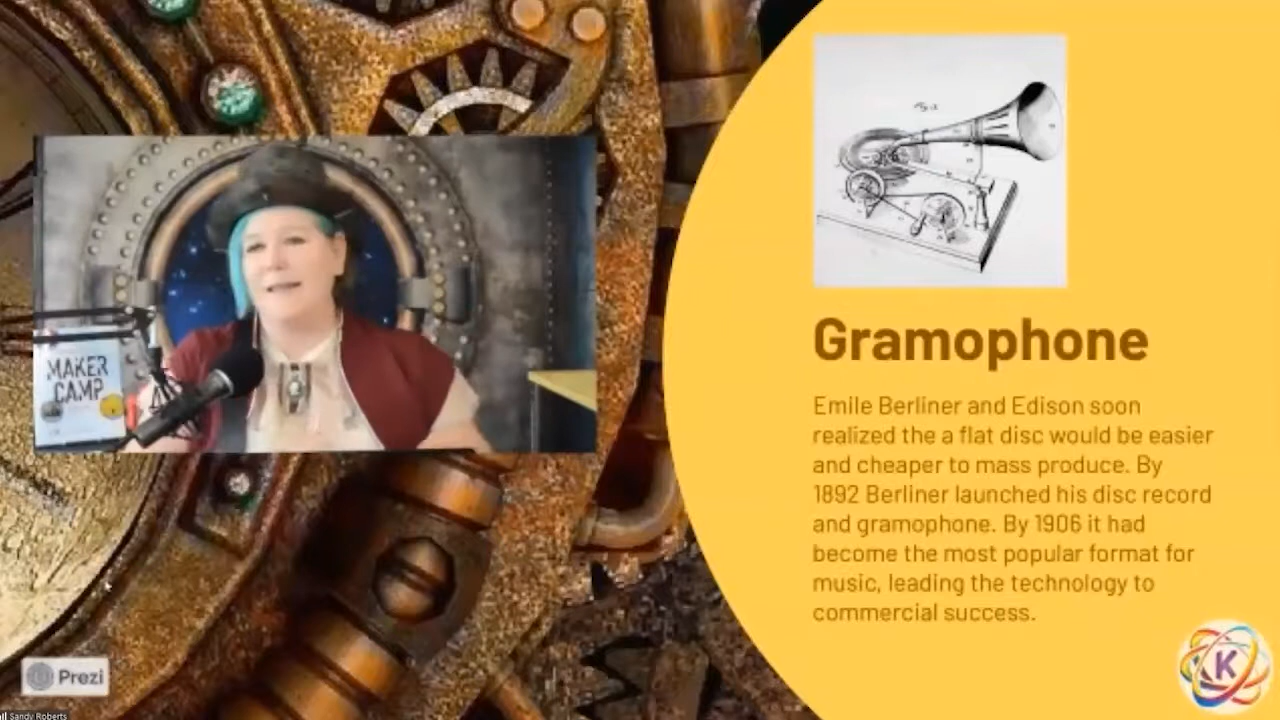 Fig. 2
MAKER
CAMP
Gramophone
Emile Berliner and Edison soon
realized the a flat disc would be easier
and cheaper to mass produce. By
1892 Berliner launched his disc record
and gramophone. By 1906 it had
become the most popular format for
music, leading the technology to
commercial success.
K
Prezi
Sandy Roberts